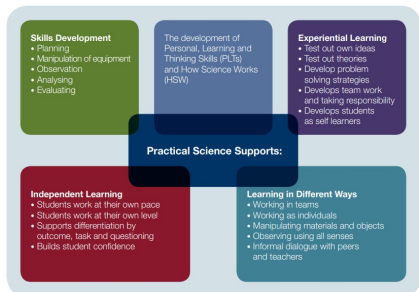 Skills Development
• Planning
• Manipulation of equipment
• Observation
• Analysing
• Evaluating
The development of
Personal, Learning and
Thinking Skills (PLTs)
and How Science Works
(HSW)
Experiential Learning
• Test out own ideas
• Test out theories
• Develop problem
solving strategies
• Develops team work
and taking responsibility
• Develops students
as self learners
Practical Science Supports:
Independent Learning
• Students work at their own pace
• Students work at their own level
• Supports differentiation by
outcome, task and questioning
• Builds student confidence
Learning in Different Ways
• Working in teams
• Working as individuals
• Manipulating materials and objects
• Observing using all senses
• Informal dialogue with peers
and teachers